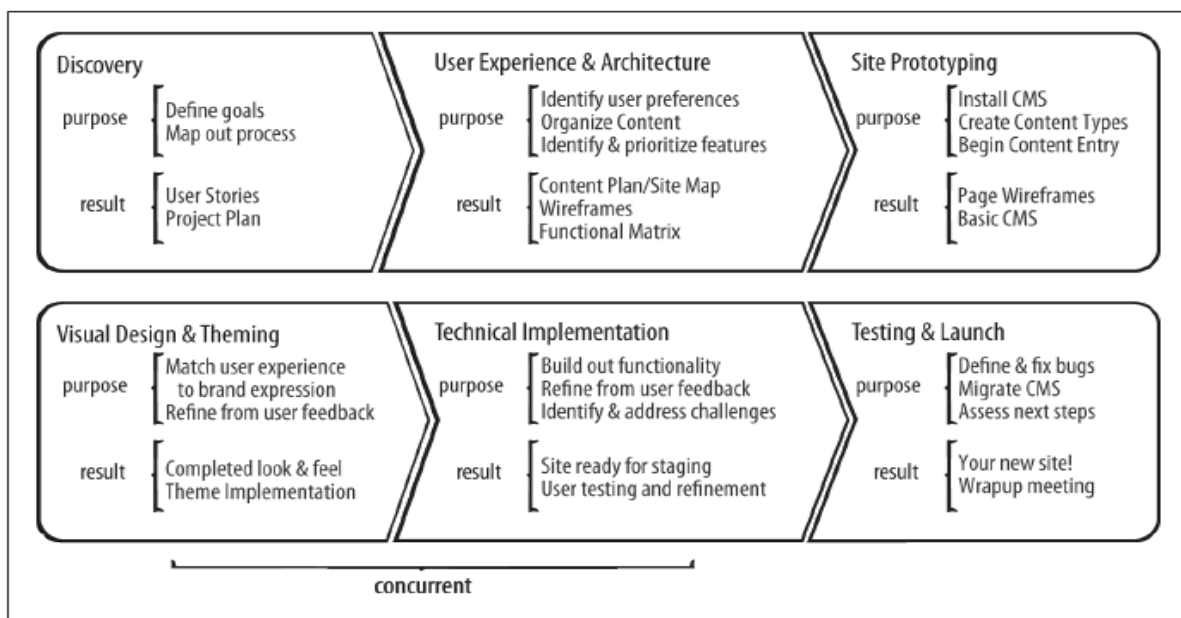 Discovery
purpose
Define goals
Map out process
result
User Stories
Project Plan
User Experience & Architecture
purpose
Identify user preferences
Organize Content
Identify & prioritize features
result
Content Plan/Site Map
Wireframes
Functional Matrix
Site Prototyping
purpose
Install CMS
Create Content Types
Begin Content Entry
result
Page Wireframes
Basic CMS
Visual Design & Theming
purpose
Match user experience
to brand expression
Refine from user feedback
result
Completed look & feel
Theme Implementation
Technical Implementation
purpose
Build out functionality
Refine from user feedback
Identify & address challenges
result
Site ready for staging
User testing and refinement
Testing & Launch
purpose
Define & fix bugs
Migrate CMS
Assess next steps
result
Your new site!
Wrapup meeting
concurrent